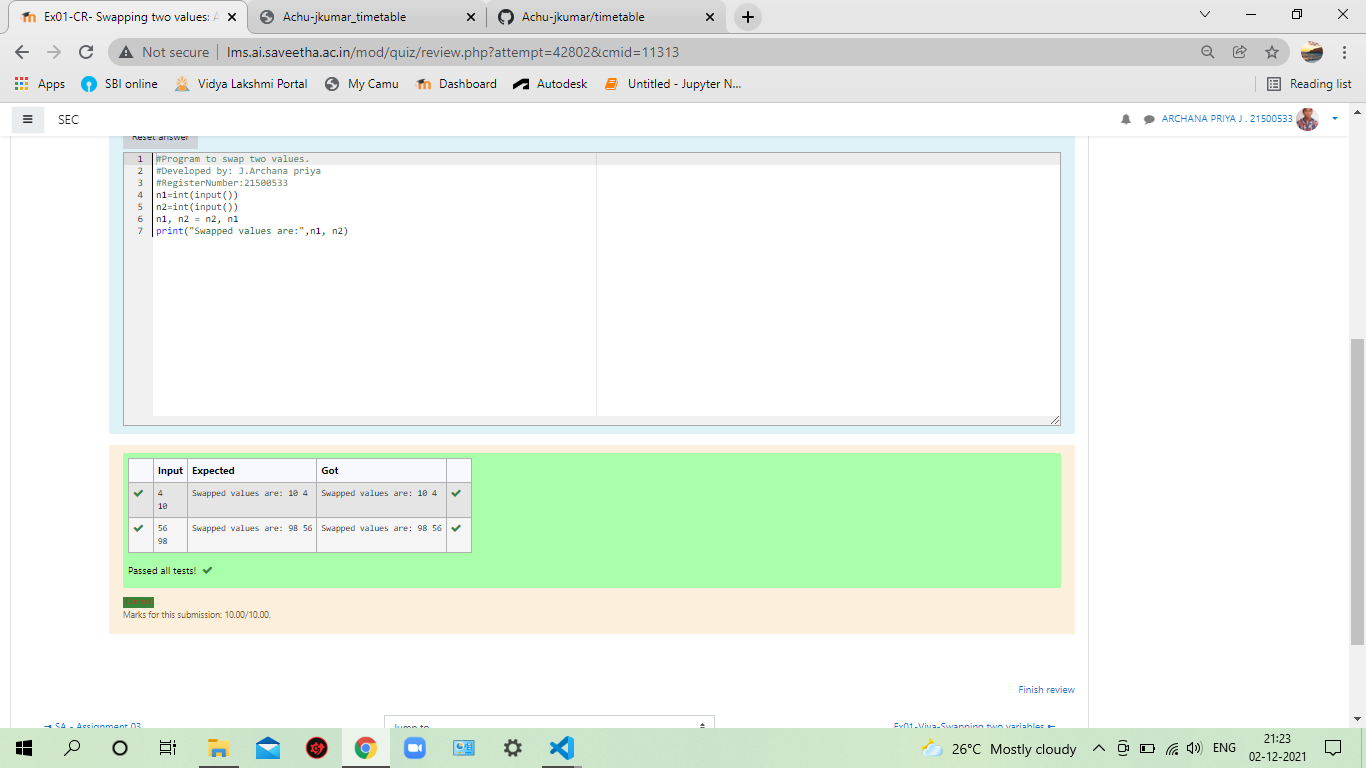 Ex01-CR- Swapping two values: A
Achu-jkumar_timetable
Achu-jkumar/timetable
Not secure
lms.ai.saveetha.ac.in/mod/quiz/review.php?attempt=42802&cmid=11313
Apps
SBI online
Vidya Lakshmi Portal
My Camu
Dashboard
Autodesk
Untitled - Jupyter N...
Reading list
SEC
ARCHANA PRIYA J . 21500533
Reset answer
1 #Program to swap two values.
2 #Developed by: J.Archana priya
3 #RegisterNumber:21500533
4 n1=int(input())
5 n2=int(input())
6 n1, n2 = n2, n1
7 print("Swapped values are:",n1, n2)
Input Expected Got
4 Swapped values are: 10 4 Swapped values are: 10 4
10
56 Swapped values are: 98 56 Swapped values are: 98 56
98
Passed all tests!
Marks for this submission: 10.00/10.00.
Finish review
SA - Assignment 03
Jump to...
Ex01-Viva-Swapping two variables
26°C Mostly cloudy
ENG
21:23
02-12-2021